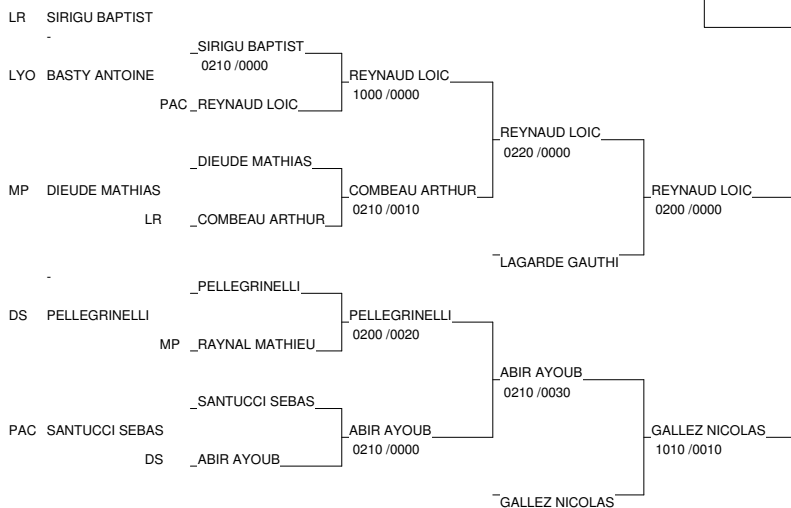 LR SIRIGU BAPTIST
-
SIRIGU BAPTIST
0210 /0000
LYO BASTY ANTOINE
REYNAUD LOIC
1000 /0000
PAC REYNAUD LOIC
REYNAUD LOIC
0220 /0000
DIEUDE MATHIAS
MP DIEUDE MATHIAS
COMBEAU ARTHUR
0210 /0010
REYNAUD LOIC
0200 /0000
LR COMBEAU ARTHUR
LAGARDE GAUTHI
-
PELLEGRINELLI
DS PELLEGRINELLI
PELLEGRINELLI
0200 /0020
MP RAYNAL MATHIEU
ABIR AYOUB
0210 /0030
SANTUCCI SEBAS
PAC SANTUCCI SEBAS
ABIR AYOUB
0210 /0000
GALLEZ NICOLAS
1010 /0010
DS ABIR AYOUB
GALLEZ NICOLAS